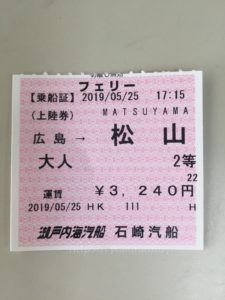 フェリー
【乗船証】 2019/05/25 17:15
(上陸券) MATSUYAMA
広島 → 松山
大人 2等
22
運賃 ¥3,240円
2019/05/25 HK 111 H
瀬戸内海汽船 石崎汽船